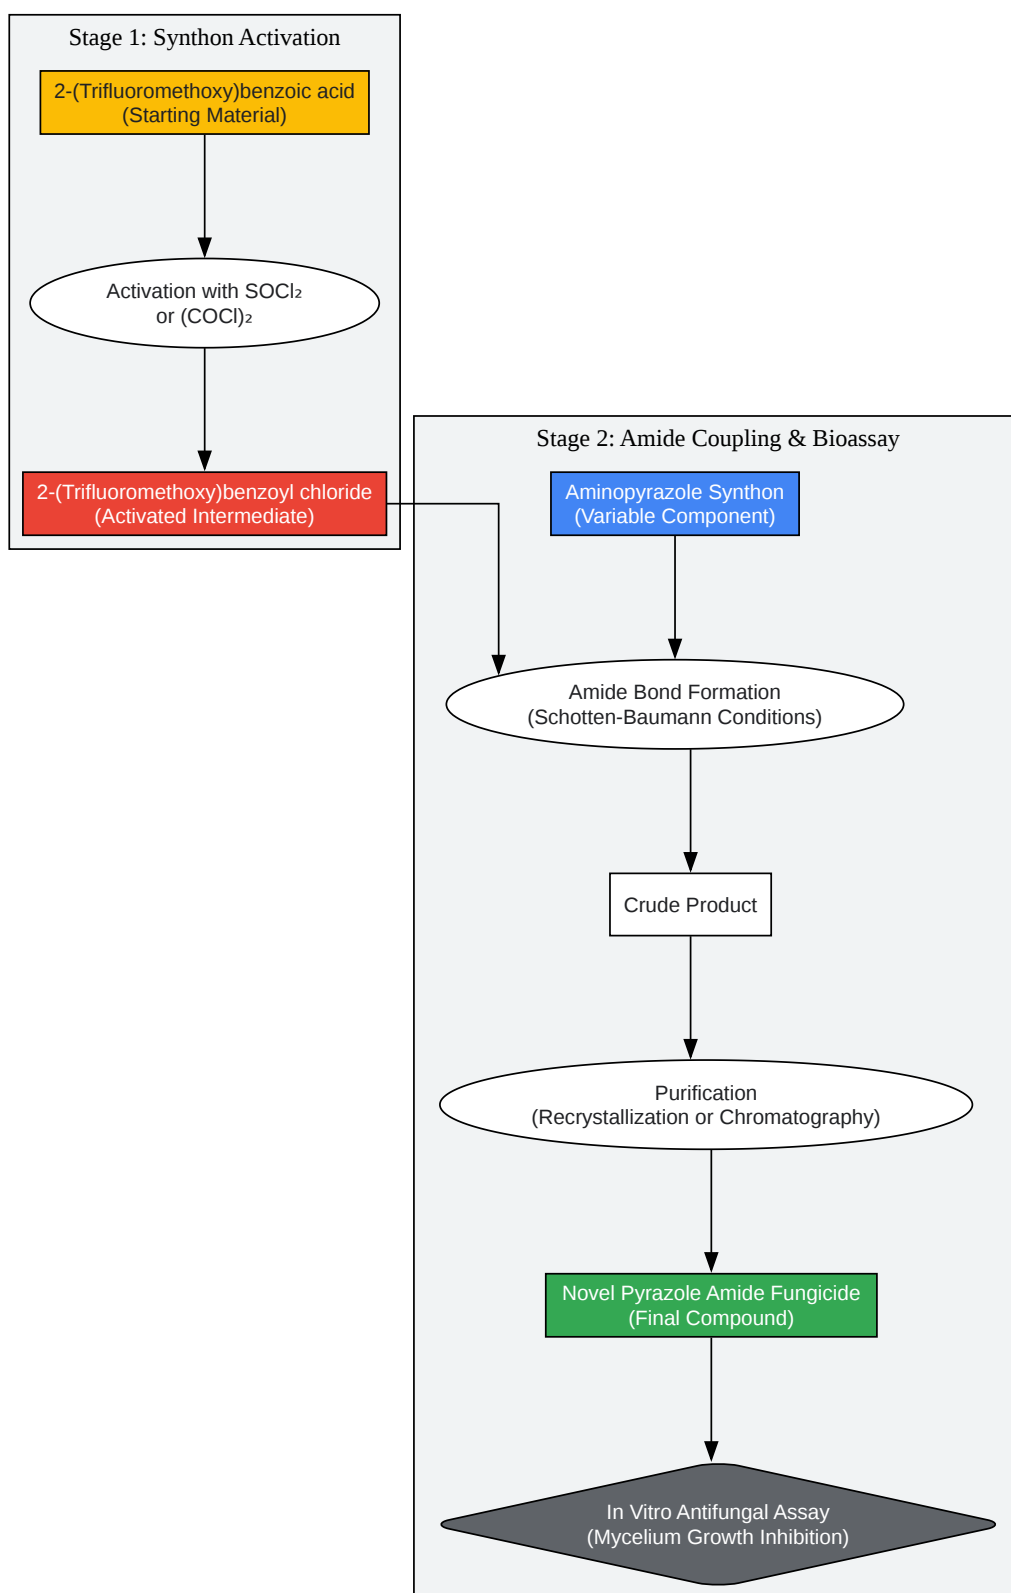 Stage 1: Synthon Activation
2-(Trifluoromethoxy)benzoic acid
(Starting Material)
Activation with SOCl₂
or (COCl)₂
2-(Trifluoromethoxy)benzoyl chloride
(Activated Intermediate)
Stage 2: Amide Coupling & Bioassay
Aminopyrazole Synthon
(Variable Component)
Amide Bond Formation
(Schotten-Baumann Conditions)
Crude Product
Purification
(Recrystallization or Chromatography)
Novel Pyrazole Amide Fungicide
(Final Compound)
In Vitro Antifungal Assay
(Mycelium Growth Inhibition)